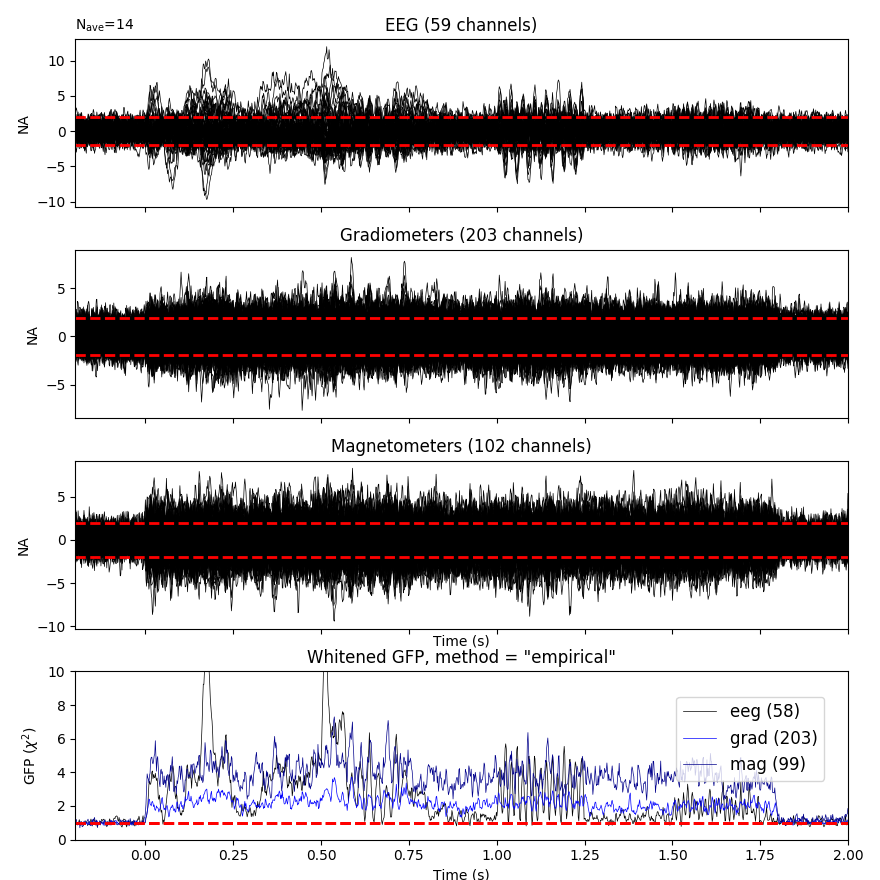 N_ave=14
EEG (59 channels)
10
5
0
−5
−10
NA
Gradiometers (203 channels)
5
0
−5
NA
Magnetometers (102 channels)
5
0
−5
−10
NA
Time (s)
Whitened GFP, method = "empirical"
10
8
6
4
2
0
GFP (χ²)
eeg (58)
grad (203)
mag (99)
0.00 0.25 0.50 0.75 1.00 1.25 1.50 1.75 2.00
Time (s)